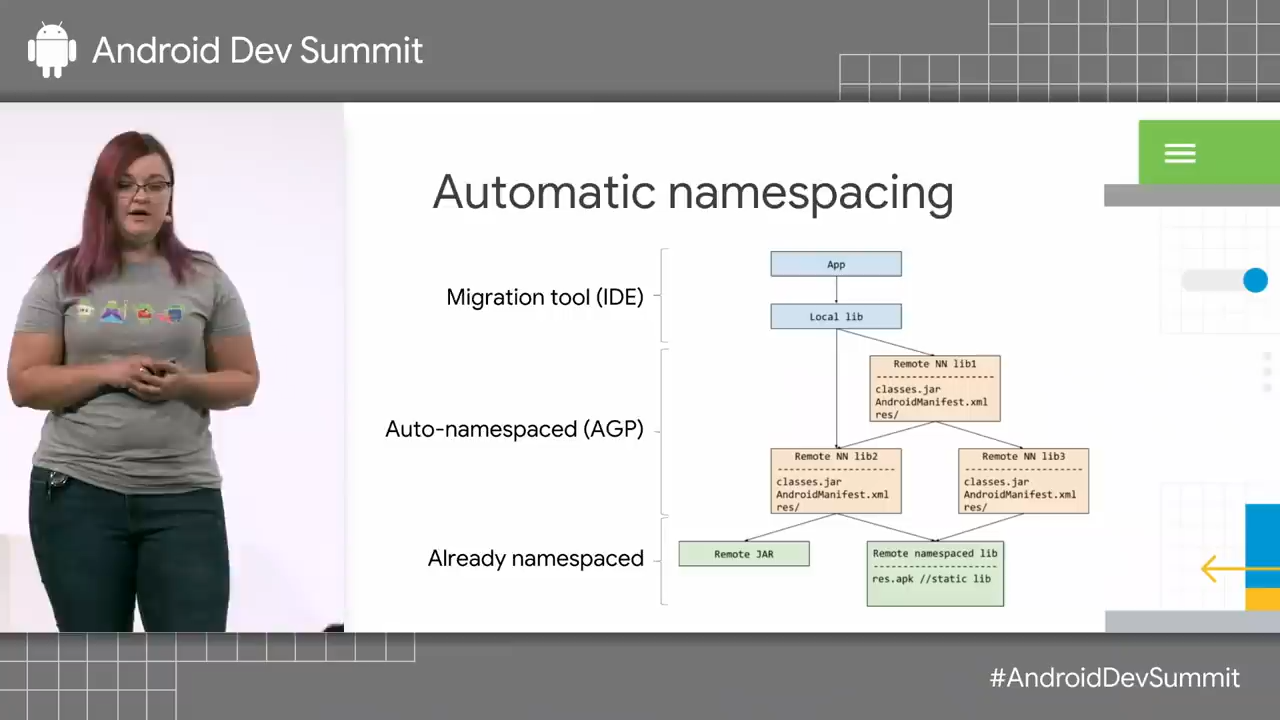 Android Dev Summit
Automatic namespacing
Migration tool (IDE)
App
Local lib
Auto-namespaced (AGP)
Remote NN lib1
--------------------
classes.jar
AndroidManifest.xml
res/
Remote NN lib2
--------------------
classes.jar
AndroidManifest.xml
res/
Remote NN lib3
--------------------
classes.jar
AndroidManifest.xml
res/
Already namespaced
Remote JAR
Remote namespaced lib
---------------------
res.apk //static lib
#AndroidDevSummit